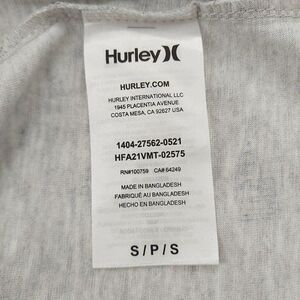 Hurley
HURLEY.COM
HURLEY INTERNATIONAL LLC
1945 PLACENTIA AVENUE
COSTA MESA, CA 92627 USA
1404-27562-0521
HFA21VMT-02575
RN#100759 CA# 64249
MADE IN BANGLADESH
FABRIQUÉ AU BANGLADESH
HECHO EN BANGLADESH
S/P/S